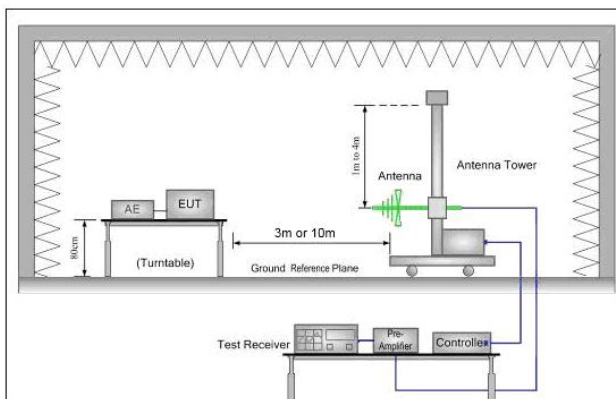 1m to 4m
Antenna
Antenna Tower
AE
EUT
80cm
(Turntable)
3m or 10m
Ground Reference Plane
Test Receiver
Pre-
Amplifier
Controller